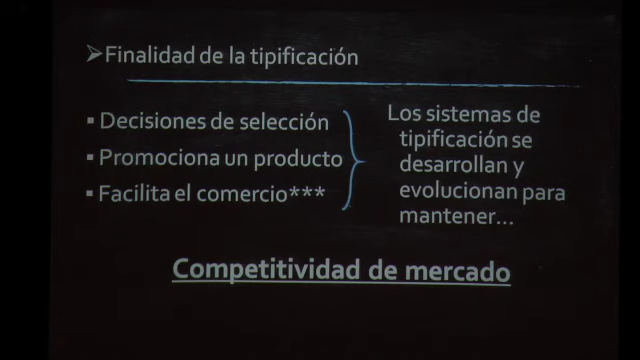 ➢Finalidad de la tipificación
▪ Decisiones de selección
▪ Promociona un producto
▪ Facilita el comercio***
Los sistemas de
tipificación se
desarrollan y
evolucionan para
mantener...
Competitividad de mercado